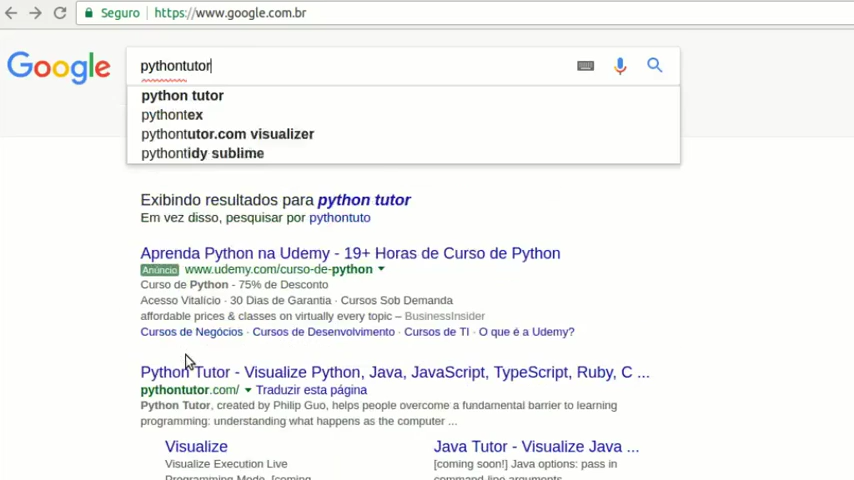 Seguro https://www.google.com.br
Google
pythontutor
python tutor
pythontex
pythontutor.com visualizer
pythontidy sublime
Exibindo resultados para python tutor
Em vez disso, pesquisar por pythontuto
Aprenda Python na Udemy - 19+ Horas de Curso de Python
Anúncio www.udemy.com/curso-de-python
Curso de Python - 75% de Desconto
Acesso Vitalício · 30 Dias de Garantia · Cursos Sob Demanda
affordable prices & classes on virtually every topic – BusinessInsider
Cursos de Negócios · Cursos de Desenvolvimento · Cursos de TI · O que é a Udemy?
Python Tutor - Visualize Python, Java, JavaScript, TypeScript, Ruby, C ...
pythontutor.com/ Traduzir esta página
Python Tutor, created by Philip Guo, helps people overcome a fundamental barrier to learning
programming: understanding what happens as the computer ...
Visualize
Visualize Execution Live
Programming Mode. [coming
Java Tutor - Visualize Java ...
[coming soon!] Java options: pass in
command-line arguments